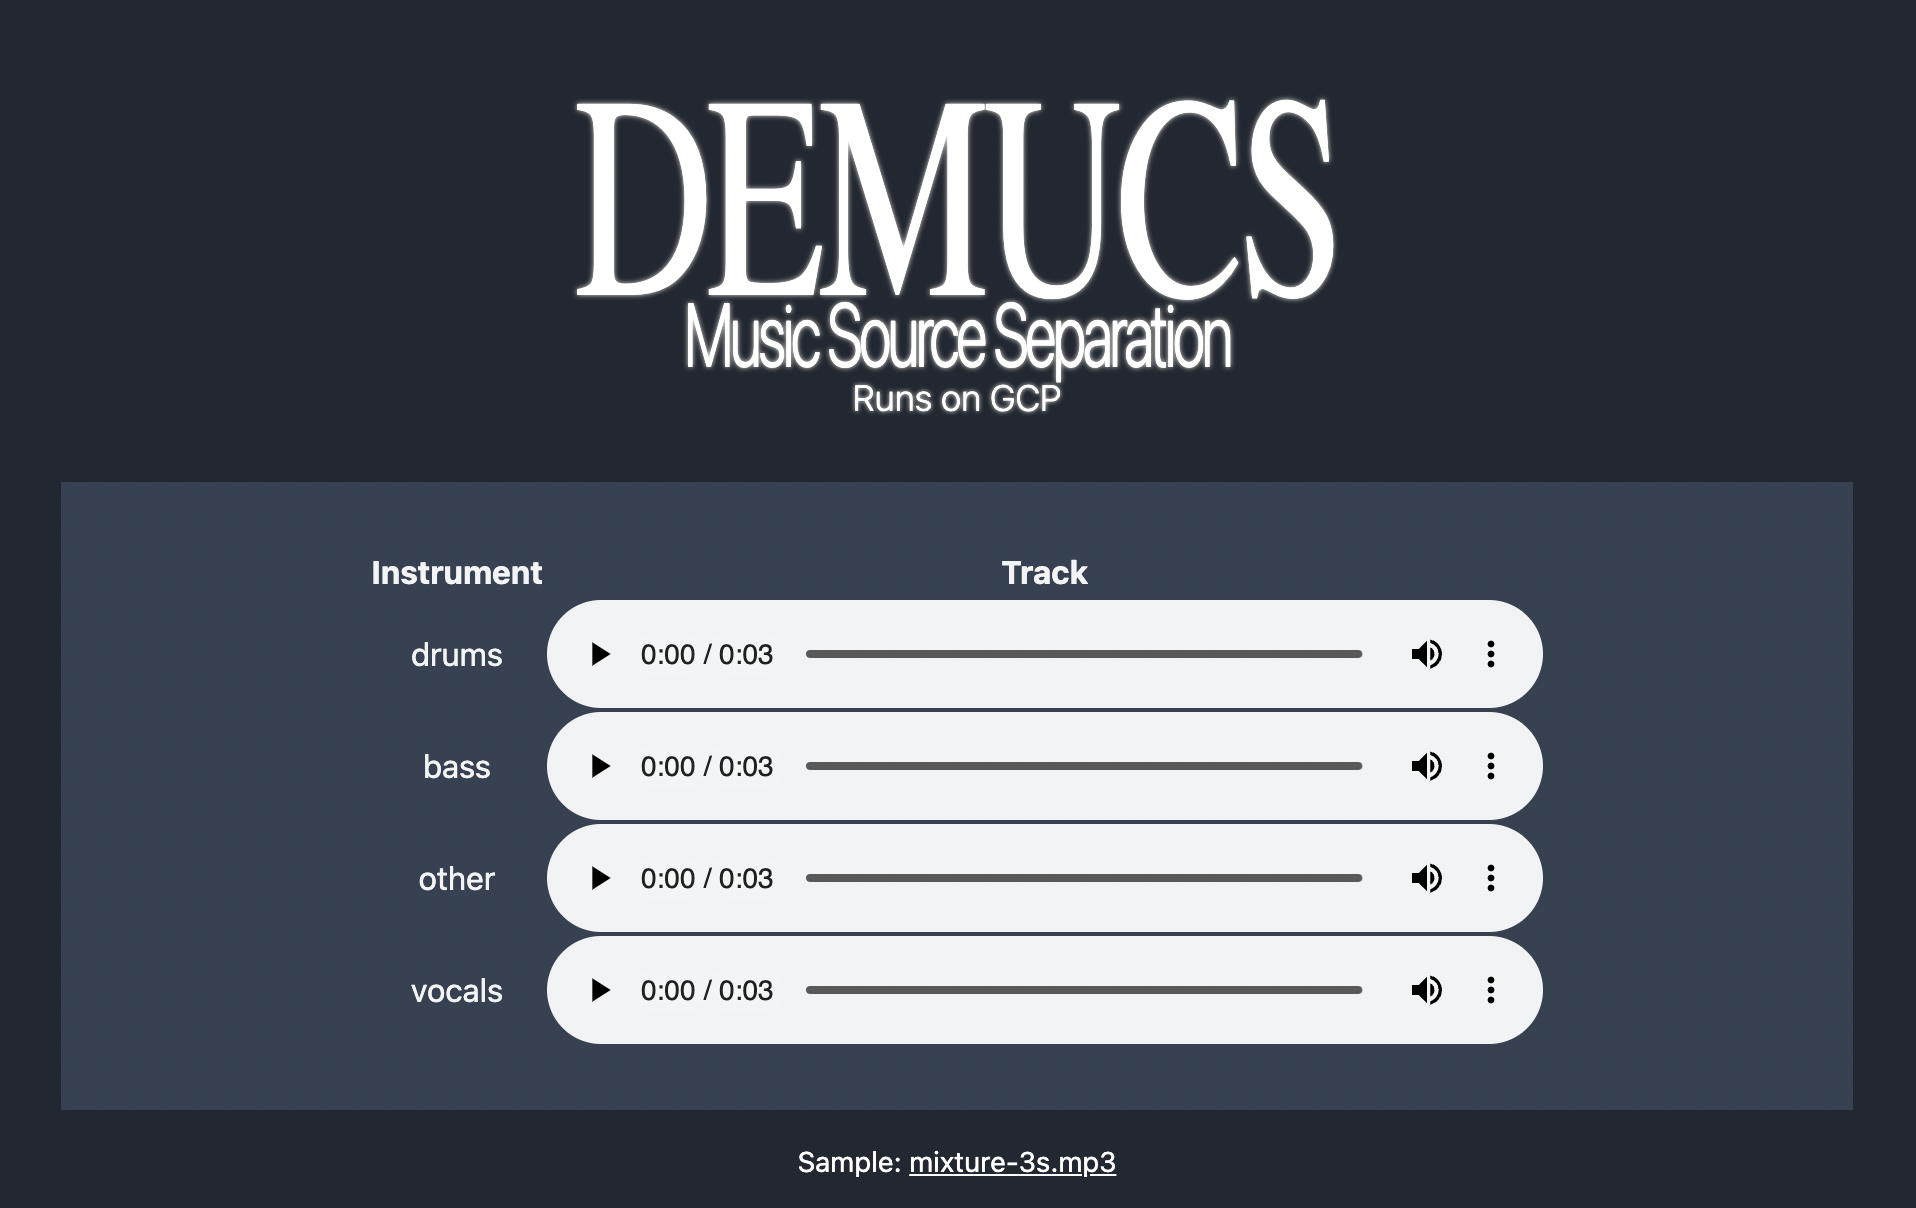 DEMUCS
Music Source Separation
Runs on GCP
Instrument Track
drums 0:00 / 0:03
bass 0:00 / 0:03
other 0:00 / 0:03
vocals 0:00 / 0:03
Sample: mixture-3s.mp3